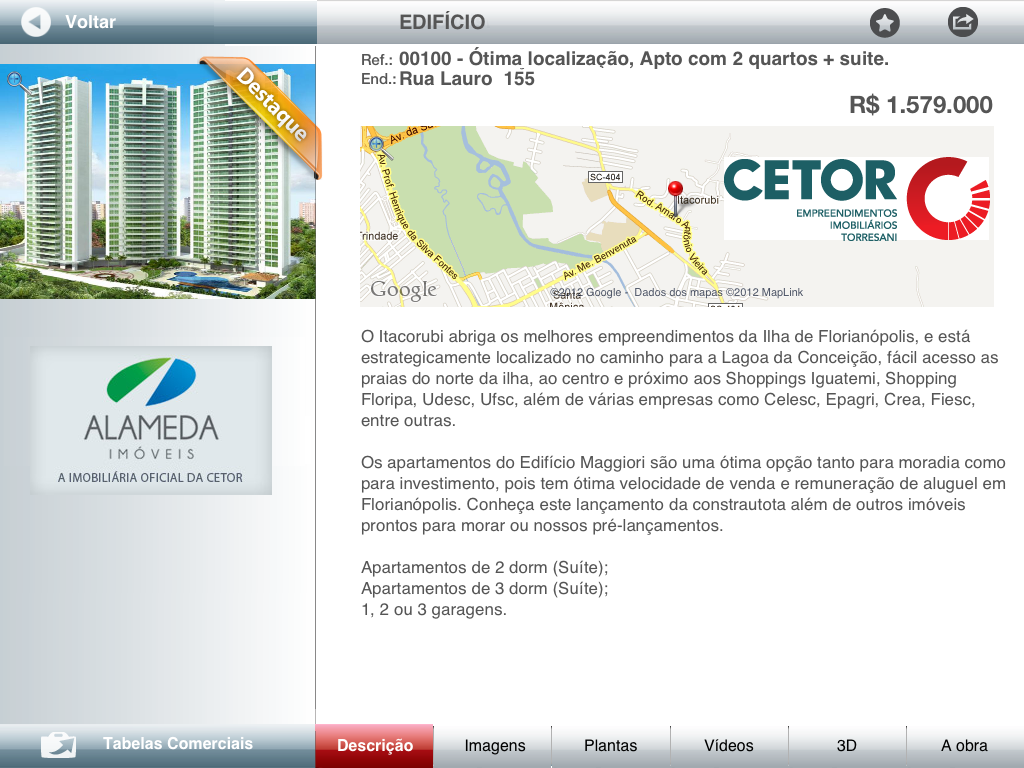 Voltar
EDIFÍCIO
Destaque
Ref.: 00100 - Ótima localização, Apto com 2 quartos + suite.
End.: Rua Lauro 155
R$ 1.579.000
Av. da Sa
Av. Prof. Henrique da Silva Fontes
SC-404
Itacorubi
Rod. Amaro Antônio Vieira
Trindade
Av. Me. Benvenuta
Santa
Mônica
Google
©2012 Google - Dados dos mapas ©2012 MapLink
CETOR
EMPREENDIMENTOS
IMOBILIÁRIOS
TORRESANI
ALAMEDA
IMÓVEIS
A IMOBILIÁRIA OFICIAL DA CETOR
O Itacorubi abriga os melhores empreendimentos da Ilha de Florianópolis, e está
estrategicamente localizado no caminho para a Lagoa da Conceição, fácil acesso as
praias do norte da ilha, ao centro e próximo aos Shoppings Iguatemi, Shopping
Floripa, Udesc, Ufsc, além de várias empresas como Celesc, Epagri, Crea, Fiesc,
entre outras.
Os apartamentos do Edifício Maggiori são uma ótima opção tanto para moradia como
para investimento, pois tem ótima velocidade de venda e remuneração de aluguel em
Florianópolis. Conheça este lançamento da constrautota além de outros imóveis
prontos para morar ou nossos pré-lançamentos.
Apartamentos de 2 dorm (Suíte);
Apartamentos de 3 dorm (Suíte);
1, 2 ou 3 garagens.
Tabelas Comerciais
Descrição
Imagens
Plantas
Vídeos
3D
A obra